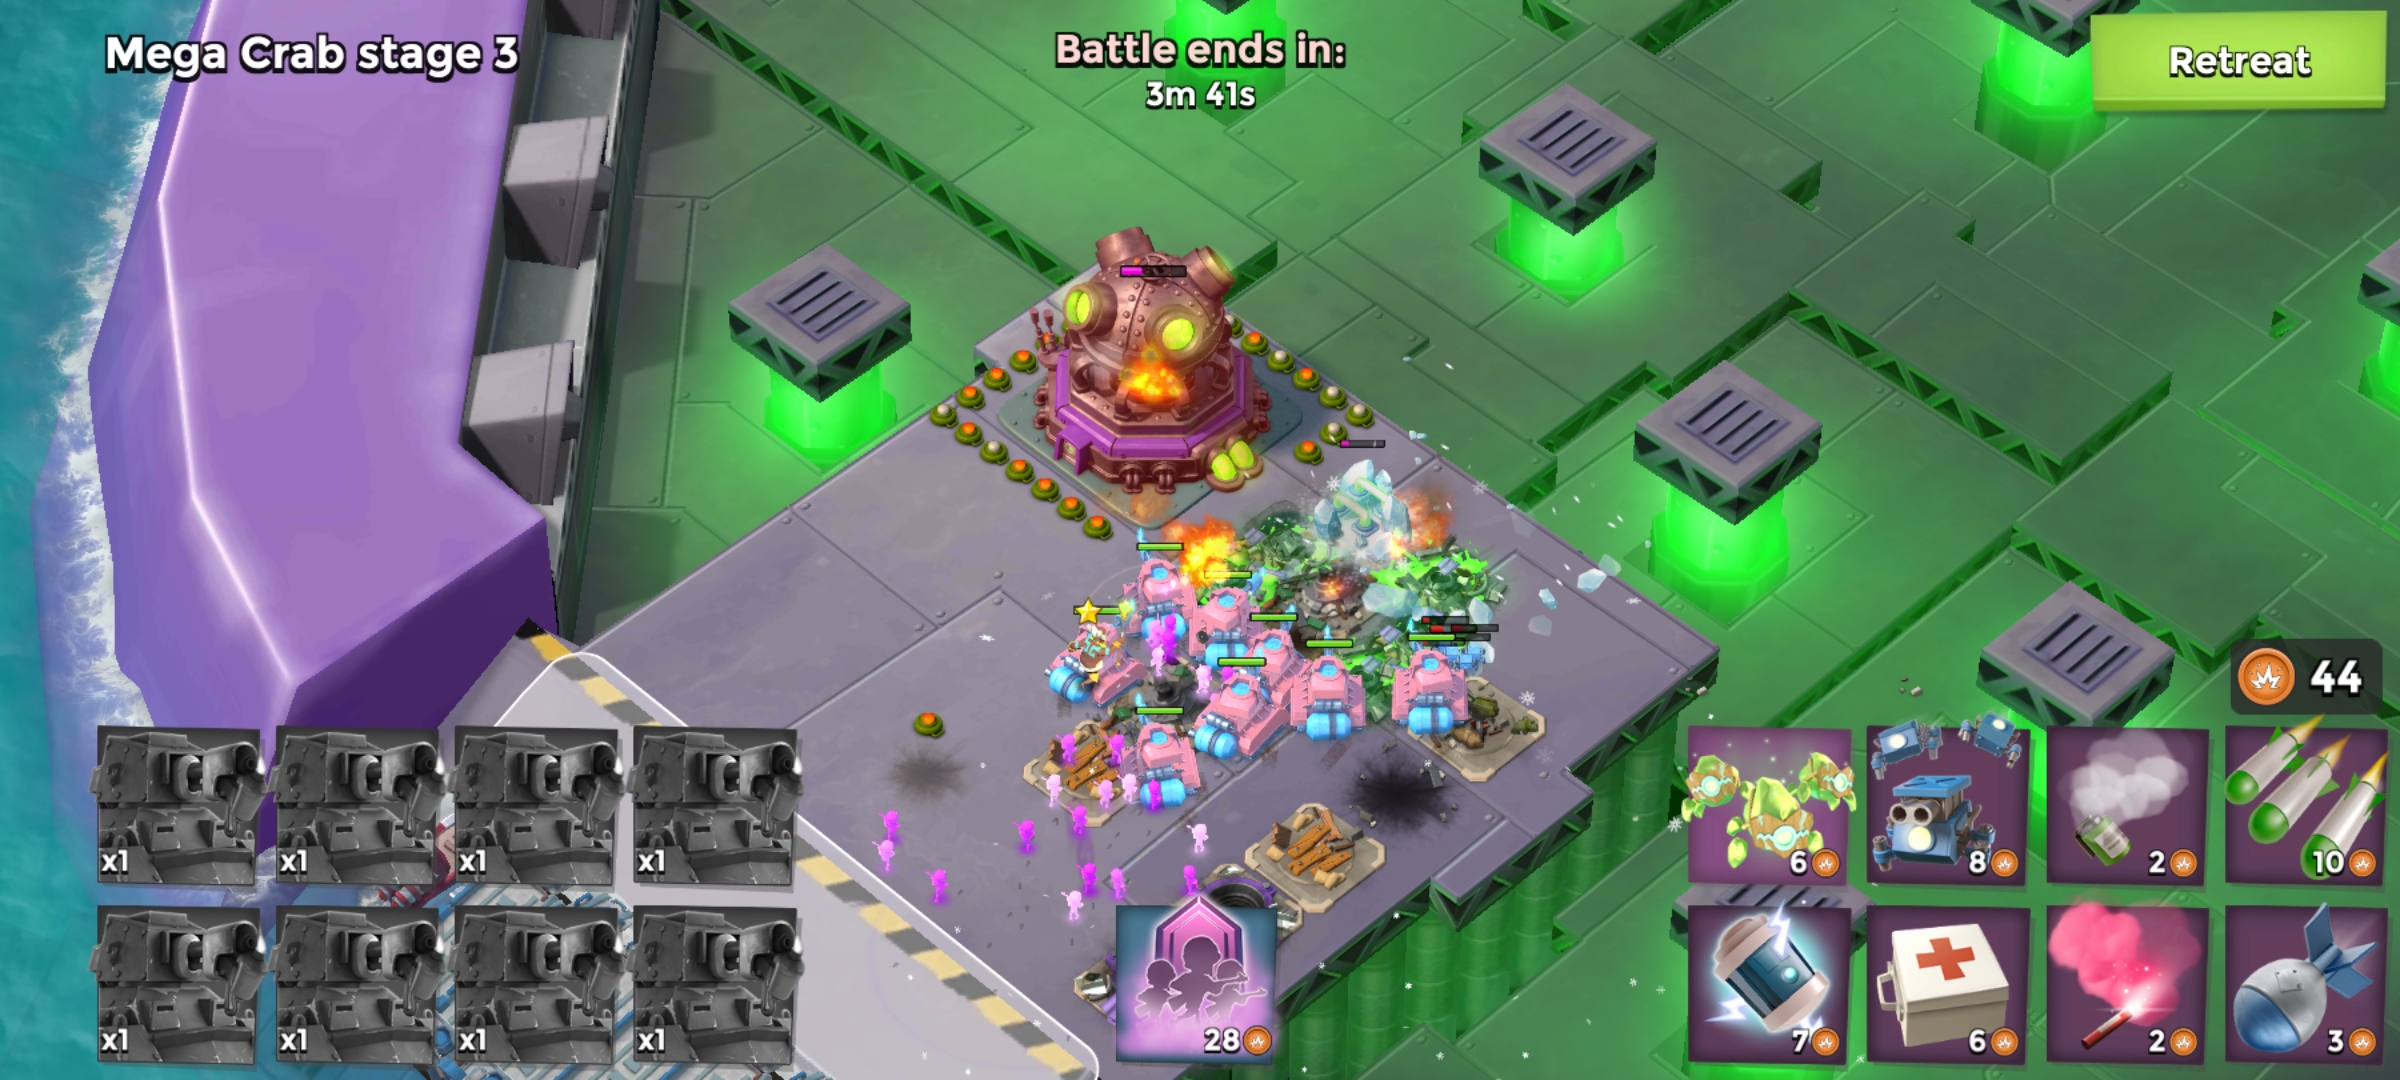 Mega Crab stage 3
Battle ends in:
3m 41s
Retreat
44
x1
x1
x1
x1
6
8
2
10
x1
x1
x1
x1
28
7
6
2
3